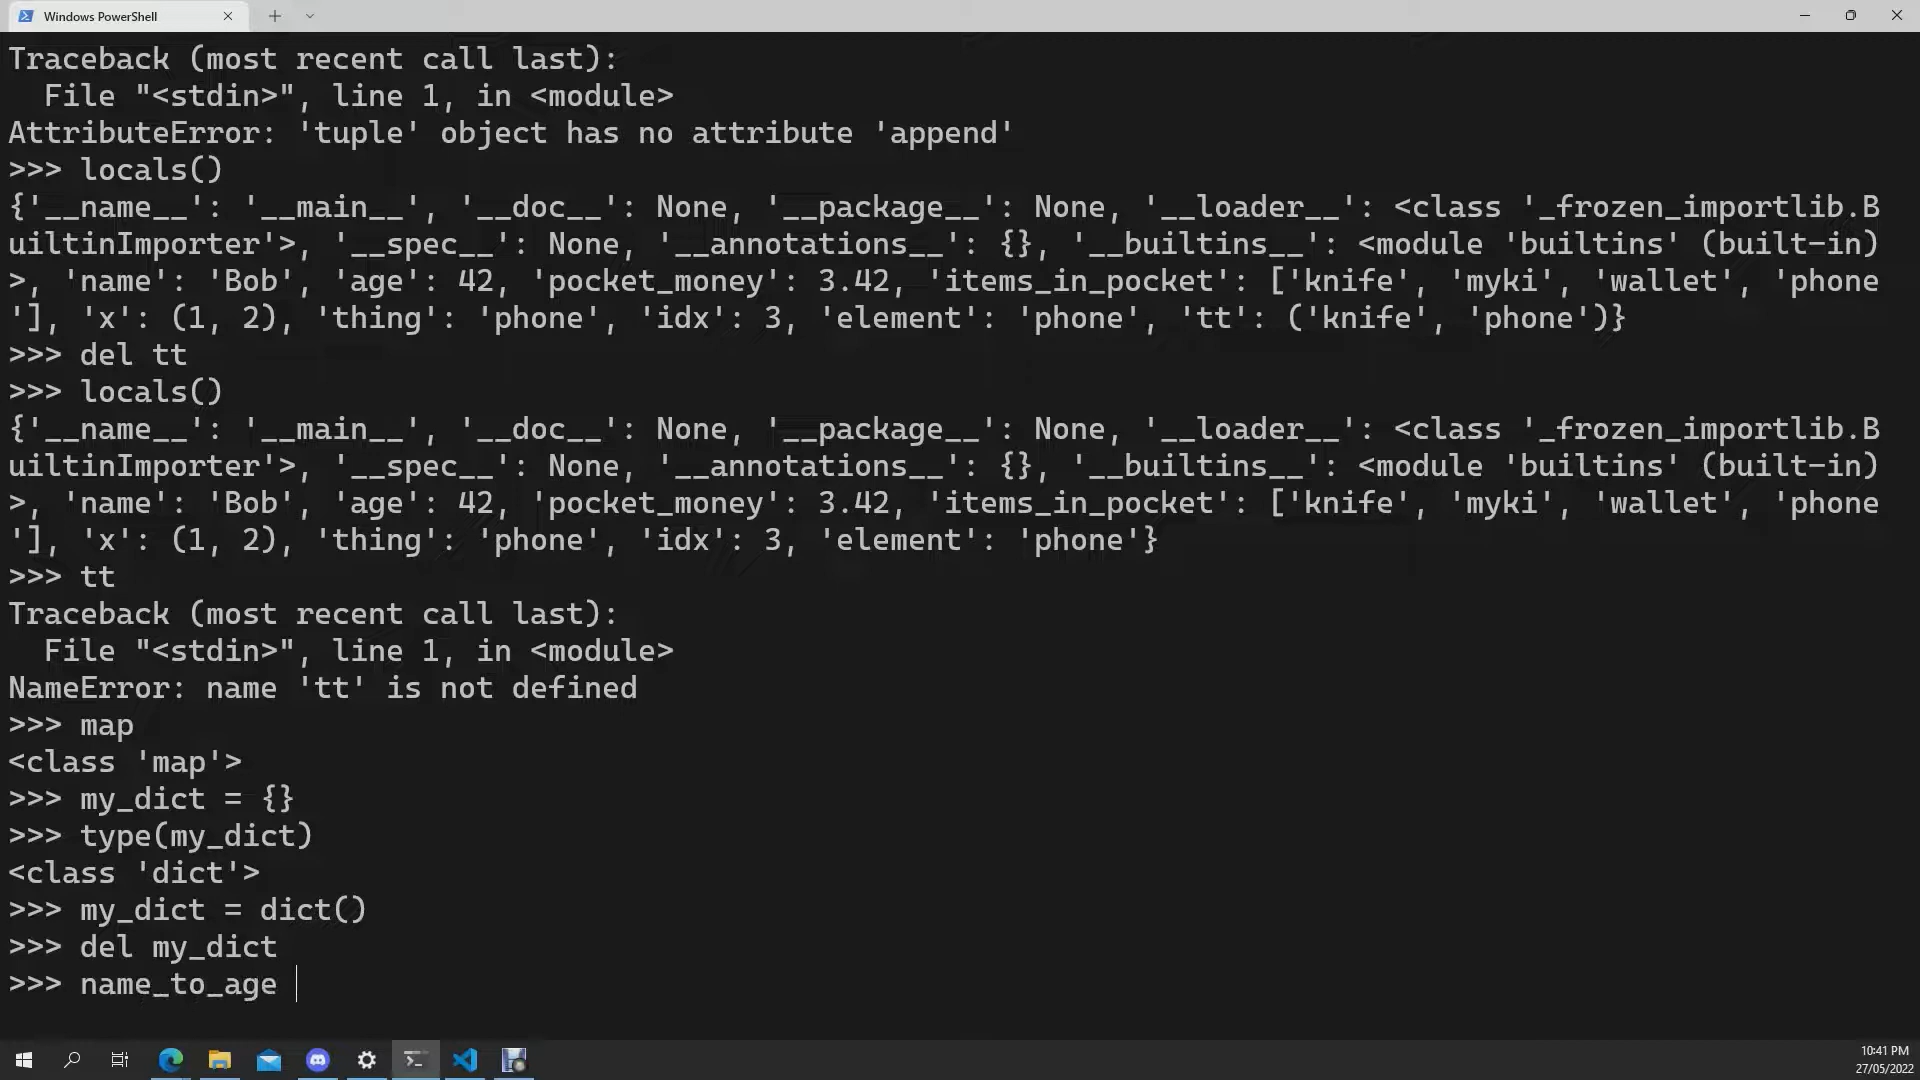 Windows PowerShell
Traceback (most recent call last):
  File "<stdin>", line 1, in <module>
AttributeError: 'tuple' object has no attribute 'append'
>>> locals()
{'__name__': '__main__', '__doc__': None, '__package__': None, '__loader__': <class '_frozen_importlib.B
uiltinImporter'>, '__spec__': None, '__annotations__': {}, '__builtins__': <module 'builtins' (built-in)
>, 'name': 'Bob', 'age': 42, 'pocket_money': 3.42, 'items_in_pocket': ['knife', 'myki', 'wallet', 'phone
'], 'x': (1, 2), 'thing': 'phone', 'idx': 3, 'element': 'phone', 'tt': ('knife', 'phone')}
>>> del tt
>>> locals()
{'__name__': '__main__', '__doc__': None, '__package__': None, '__loader__': <class '_frozen_importlib.B
uiltinImporter'>, '__spec__': None, '__annotations__': {}, '__builtins__': <module 'builtins' (built-in)
>, 'name': 'Bob', 'age': 42, 'pocket_money': 3.42, 'items_in_pocket': ['knife', 'myki', 'wallet', 'phone
'], 'x': (1, 2), 'thing': 'phone', 'idx': 3, 'element': 'phone'}
>>> tt
Traceback (most recent call last):
  File "<stdin>", line 1, in <module>
NameError: name 'tt' is not defined
>>> map
<class 'map'>
>>> my_dict = {}
>>> type(my_dict)
<class 'dict'>
>>> my_dict = dict()
>>> del my_dict
>>> name_to_age
10:41 PM
27/05/2022